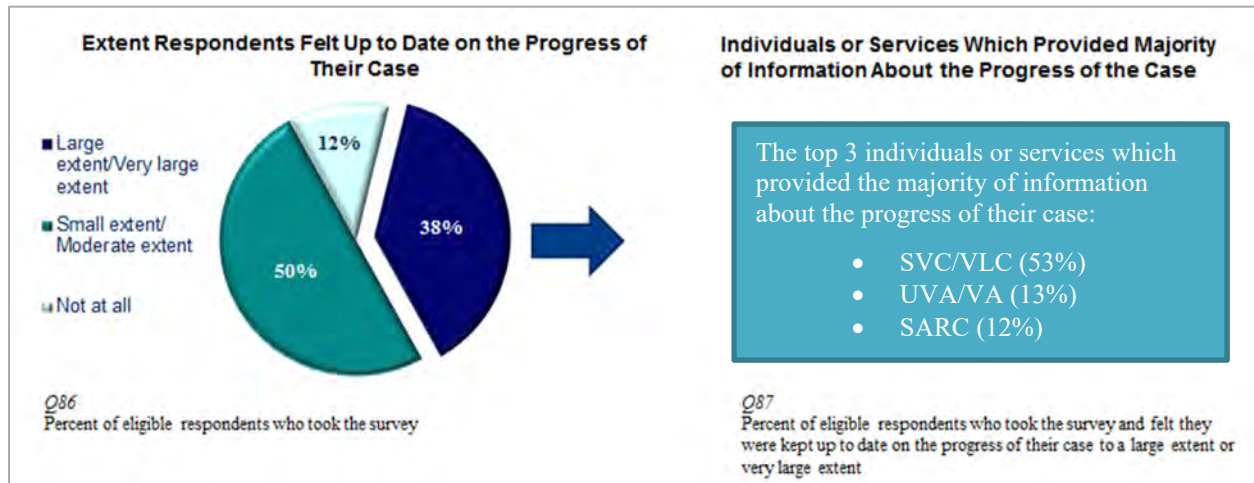 Extent Respondents Felt Up to Date on the Progress of
Their Case
Large
extent/Very large
extent
Small extent/
Moderate extent
Not at all
12%
38%
50%
Q86
Percent of eligible respondents who took the survey
Individuals or Services Which Provided Majority
of Information About the Progress of the Case
The top 3 individuals or services which
provided the majority of information
about the progress of their case:
• SVC/VLC (53%)
• UVA/VA (13%)
• SARC (12%)
Q87
Percent of eligible respondents who took the survey and felt they
were kept up to date on the progress of their case to a large extent or
very large extent